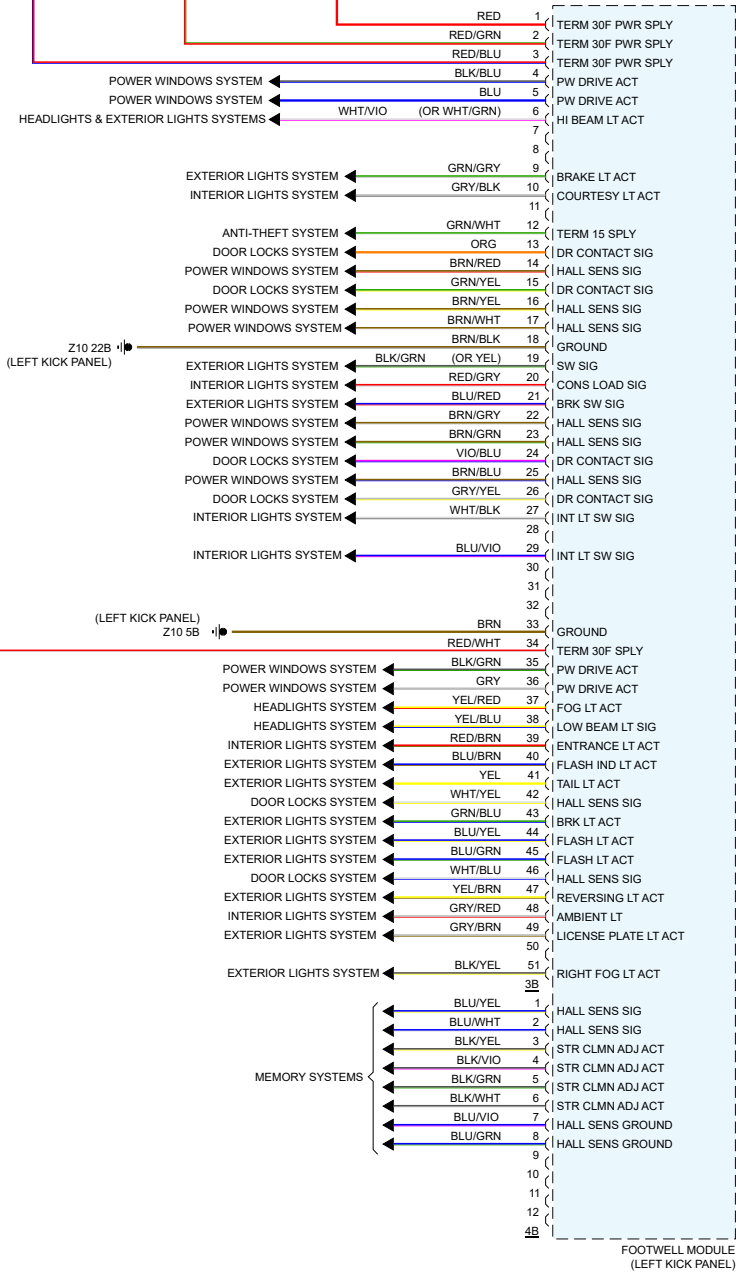 RED 1 TERM 30F PWR SPLY
RED/GRN 2 TERM 30F PWR SPLY
RED/BLU 3 TERM 30F PWR SPLY
POWER WINDOWS SYSTEM BLK/BLU 4 PW DRIVE ACT
POWER WINDOWS SYSTEM BLU 5 PW DRIVE ACT
HEADLIGHTS & EXTERIOR LIGHTS SYSTEMS WHT/VIO (OR WHT/GRN) 6 HI BEAM LT ACT
7
8
EXTERIOR LIGHTS SYSTEM GRN/GRY 9 BRAKE LT ACT
INTERIOR LIGHTS SYSTEM GRY/BLK 10 COURTESY LT ACT
11
ANTI-THEFT SYSTEM GRN/WHT 12 TERM 15 SPLY
DOOR LOCKS SYSTEM ORG 13 DR CONTACT SIG
POWER WINDOWS SYSTEM BRN/RED 14 HALL SENS SIG
DOOR LOCKS SYSTEM GRN/YEL 15 DR CONTACT SIG
POWER WINDOWS SYSTEM BRN/YEL 16 HALL SENS SIG
POWER WINDOWS SYSTEM BRN/WHT 17 HALL SENS SIG
Z10 22B BRN/BLK 18 GROUND
(LEFT KICK PANEL)
EXTERIOR LIGHTS SYSTEM BLK/GRN (OR YEL) 19 SW SIG
INTERIOR LIGHTS SYSTEM RED/GRY 20 CONS LOAD SIG
EXTERIOR LIGHTS SYSTEM BLU/RED 21 BRK SW SIG
POWER WINDOWS SYSTEM BRN/GRY 22 HALL SENS SIG
POWER WINDOWS SYSTEM BRN/GRN 23 HALL SENS SIG
DOOR LOCKS SYSTEM VIO/BLU 24 DR CONTACT SIG
POWER WINDOWS SYSTEM BRN/BLU 25 HALL SENS SIG
DOOR LOCKS SYSTEM GRY/YEL 26 DR CONTACT SIG
INTERIOR LIGHTS SYSTEM WHT/BLK 27 INT LT SW SIG
28
INTERIOR LIGHTS SYSTEM BLU/VIO 29 INT LT SW SIG
30
31
32
(LEFT KICK PANEL)
Z10 5B BRN 33 GROUND
RED/WHT 34 TERM 30F SPLY
POWER WINDOWS SYSTEM BLK/GRN 35 PW DRIVE ACT
POWER WINDOWS SYSTEM GRY 36 PW DRIVE ACT
HEADLIGHTS SYSTEM YEL/RED 37 FOG LT ACT
HEADLIGHTS SYSTEM YEL/BLU 38 LOW BEAM LT SIG
INTERIOR LIGHTS SYSTEM RED/BRN 39 ENTRANCE LT ACT
EXTERIOR LIGHTS SYSTEM BLU/BRN 40 FLASH IND LT ACT
EXTERIOR LIGHTS SYSTEM YEL 41 TAIL LT ACT
DOOR LOCKS SYSTEM WHT/YEL 42 HALL SENS SIG
EXTERIOR LIGHTS SYSTEM GRN/BLU 43 BRK LT ACT
EXTERIOR LIGHTS SYSTEM BLU/YEL 44 FLASH LT ACT
EXTERIOR LIGHTS SYSTEM BLU/GRN 45 FLASH LT ACT
DOOR LOCKS SYSTEM WHT/BLU 46 HALL SENS SIG
EXTERIOR LIGHTS SYSTEM YEL/BRN 47 REVERSING LT ACT
INTERIOR LIGHTS SYSTEM GRY/RED 48 AMBIENT LT
EXTERIOR LIGHTS SYSTEM GRY/BRN 49 LICENSE PLATE LT ACT
50
EXTERIOR LIGHTS SYSTEM BLK/YEL 51 RIGHT FOG LT ACT
3B
BLU/YEL 1 HALL SENS SIG
BLU/WHT 2 HALL SENS SIG
BLK/YEL 3 STR CLMN ADJ ACT
MEMORY SYSTEMS BLK/VIO 4 STR CLMN ADJ ACT
BLK/GRN 5 STR CLMN ADJ ACT
BLK/WHT 6 STR CLMN ADJ ACT
BLU/VIO 7 HALL SENS GROUND
BLU/GRN 8 HALL SENS GROUND
9
10
11
12
4B
FOOTWELL MODULE
(LEFT KICK PANEL)